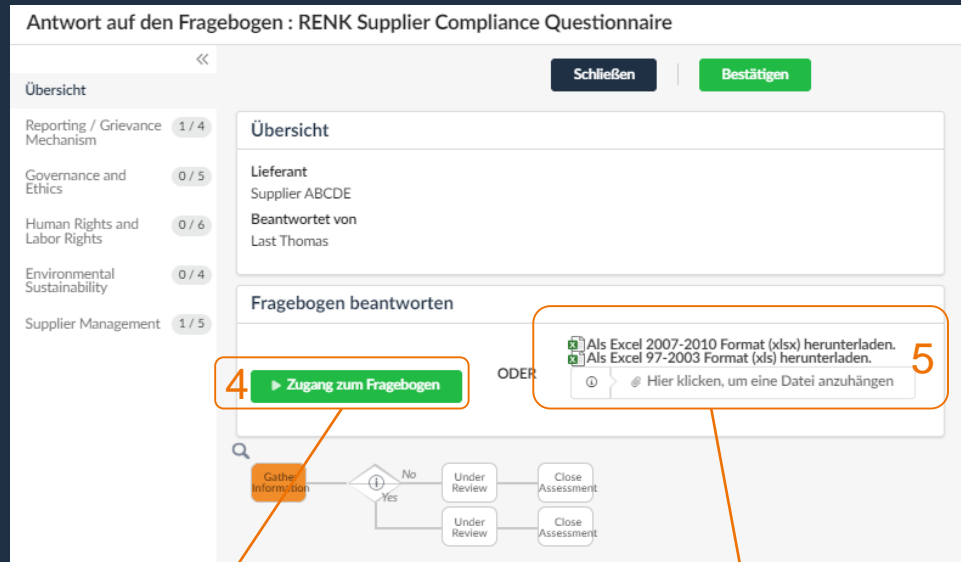 Antwort auf den Fragebogen : RENK Supplier Compliance Questionnaire
Schließen
Bestätigen
Übersicht
Reporting / Grievance
Mechanism
1 / 4
Governance and
Ethics
0 / 5
Human Rights and
Labor Rights
0 / 6
Environmental
Sustainability
0 / 4
Supplier Management
1 / 5
Übersicht
Lieferant
Supplier ABCDE
Beantwortet von
Last Thomas
Fragebogen beantworten
4
Zugang zum Fragebogen
ODER
Als Excel 2007-2010 Format (xlsx) herunterladen.
Als Excel 97-2003 Format (xls) herunterladen.
Hier klicken, um eine Datei anzuhängen
5
Gather
Information
No
Yes
Under
Review
Close
Assessment
Under
Review
Close
Assessment